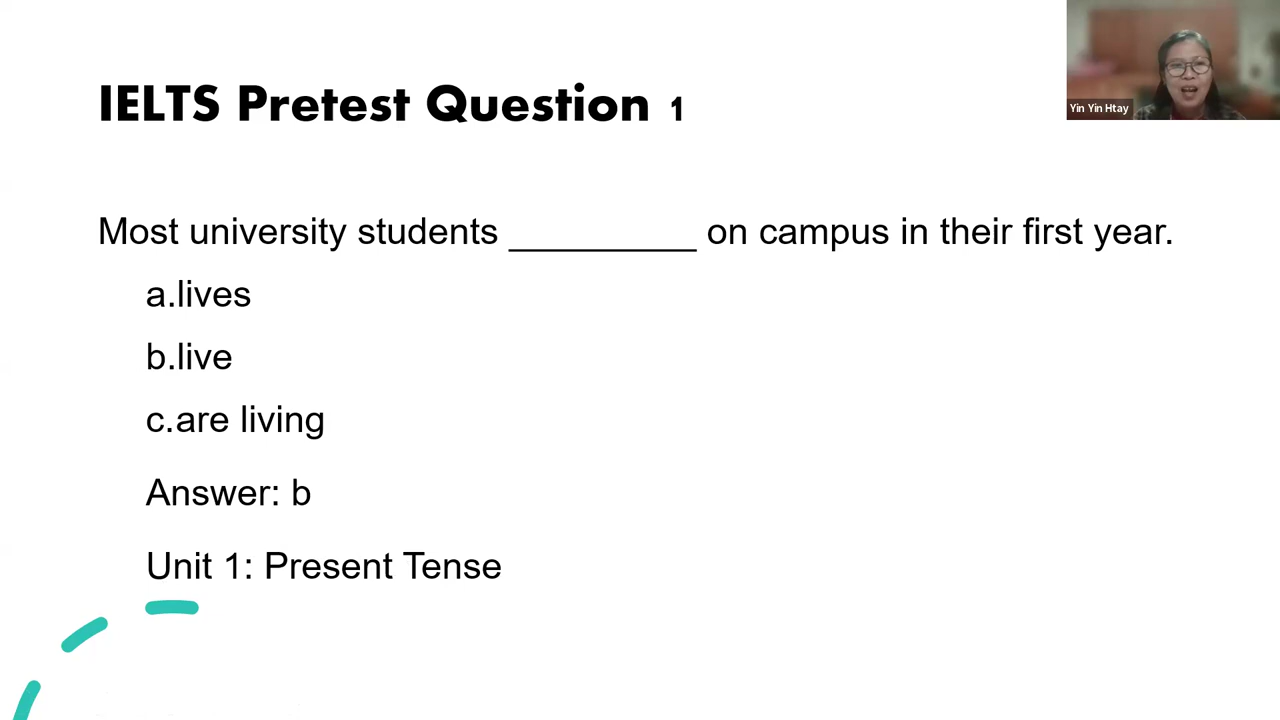 IELTS Pretest Question 1
Yin Yin Htay
Most university students _________ on campus in their first year.
a.lives
b.live
c.are living
Answer: b
Unit 1: Present Tense